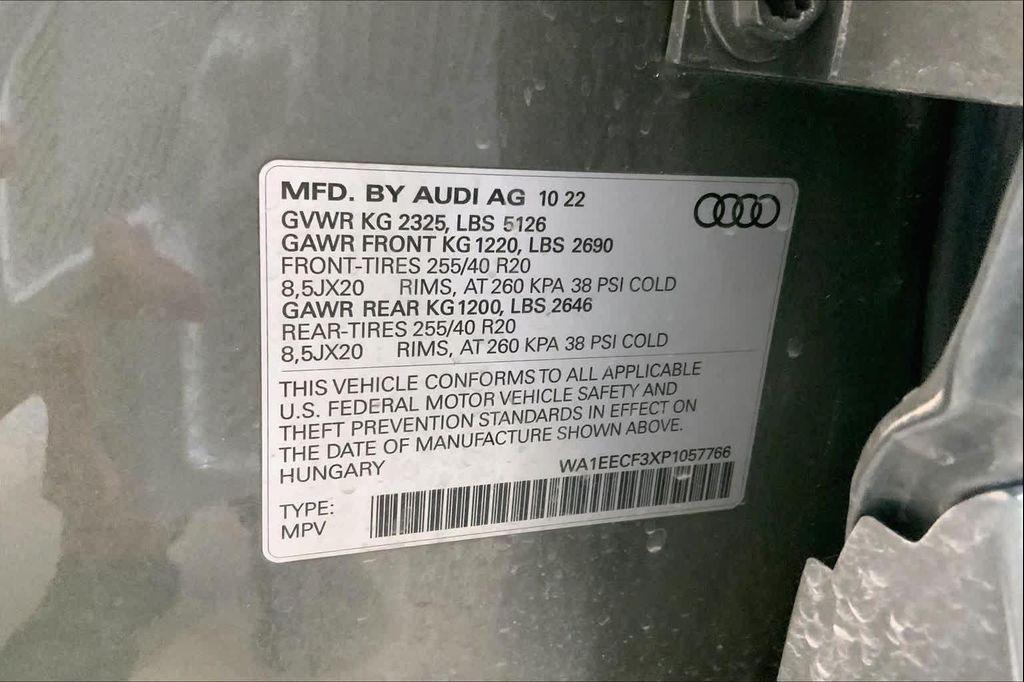 MFD. BY AUDI AG 10 22
GVWR KG 2325, LBS 5126
GAWR FRONT KG 1220, LBS 2690
FRONT-TIRES 255/40 R20
8,5JX20 RIMS, AT 260 KPA 38 PSI COLD
GAWR REAR KG 1200, LBS 2646
REAR-TIRES 255/40 R20
8,5JX20 RIMS, AT 260 KPA 38 PSI COLD
THIS VEHICLE CONFORMS TO ALL APPLICABLE
U.S. FEDERAL MOTOR VEHICLE SAFETY AND
THEFT PREVENTION STANDARDS IN EFFECT ON
THE DATE OF MANUFACTURE SHOWN ABOVE.
HUNGARY WA1EECF3XP1057766
TYPE:
MPV